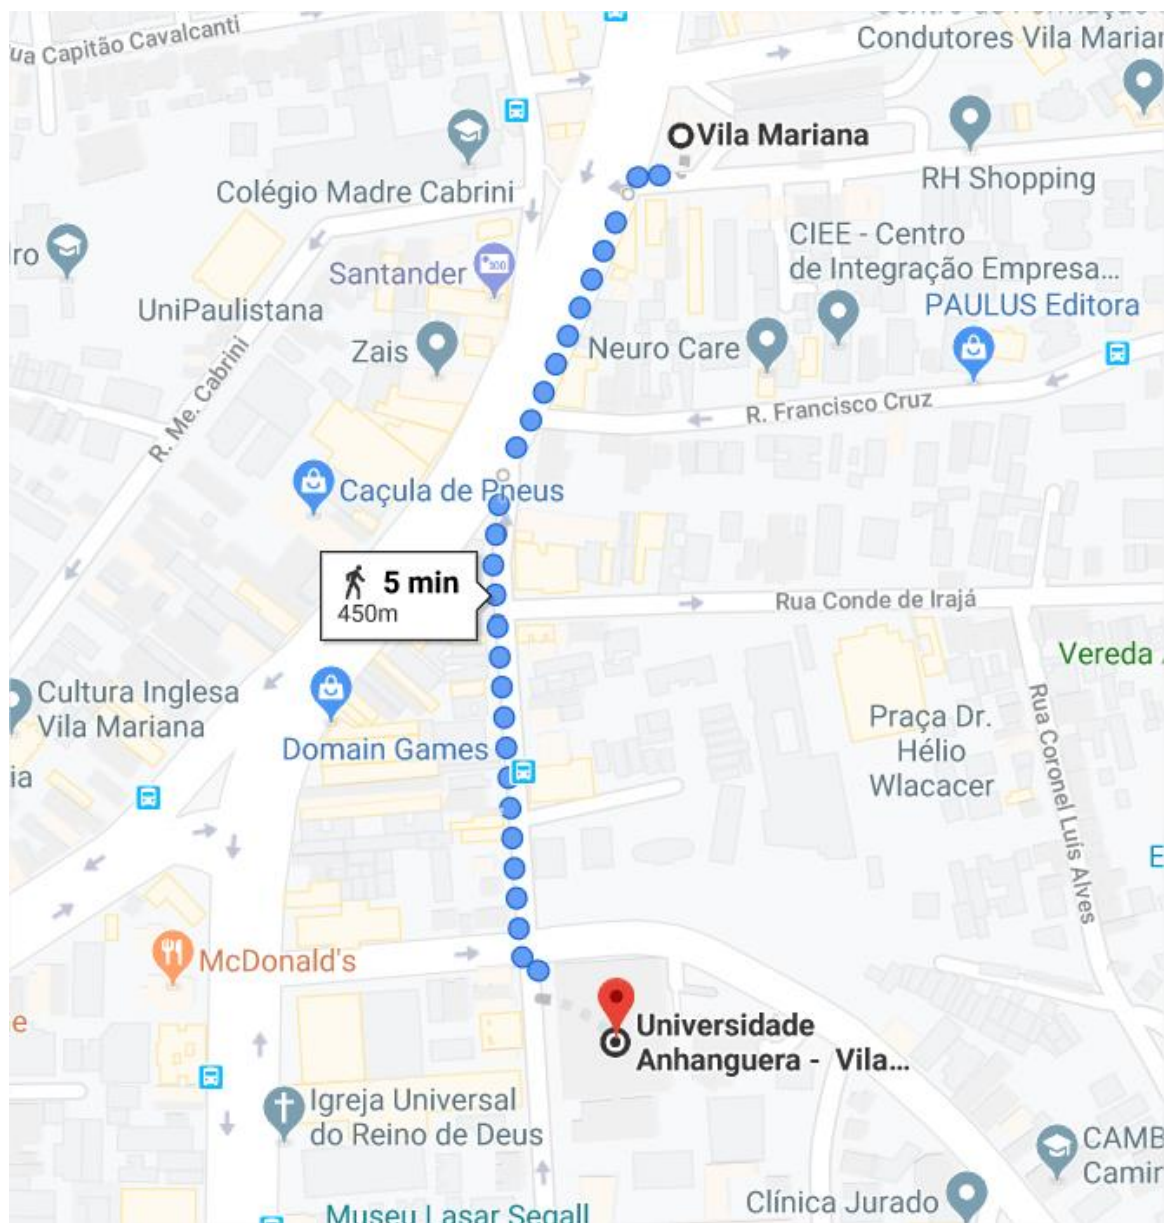 ua Capitão Cavalcanti
Condutores Vila Marian
Vila Mariana
RH Shopping
Colégio Madre Cabrini
ro
CIEE - Centro
de Integração Empresa...
Santander
UniPaulistana
PAULUS Editora
Zais
Neuro Care
R. Me. Cabrini
R. Francisco Cruz
Caçula de Pneus
5 min
450m
Rua Conde de Irajá
Vereda
Cultura Inglesa
Vila Mariana
Rua Coronel Luís Alves
Praça Dr.
Hélio
Wlacacer
Domain Games
ia
E
McDonald's
e
Universidade
Anhanguera - Vila...
Igreja Universal
do Reino de Deus
CAMB
Camir
Clínica Jurado
Museu Lasar Segall